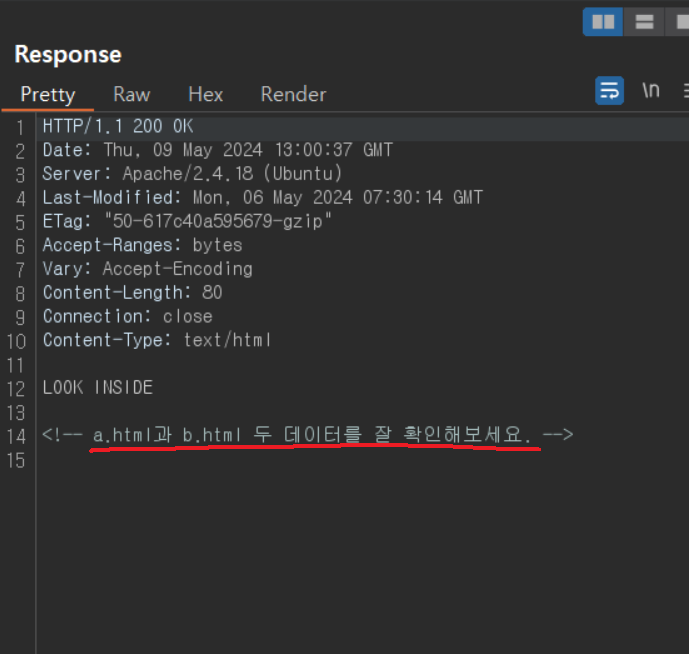 Response
Pretty Raw Hex Render \n
1 HTTP/1.1 200 OK
2 Date: Thu, 09 May 2024 13:00:37 GMT
3 Server: Apache/2.4.18 (Ubuntu)
4 Last-Modified: Mon, 06 May 2024 07:30:14 GMT
5 ETag: "50-617c40a595679-gzip"
6 Accept-Ranges: bytes
7 Vary: Accept-Encoding
8 Content-Length: 80
9 Connection: close
10 Content-Type: text/html
11
12 LOOK INSIDE
13
14 <!-- a.html과 b.html 두 데이터를 잘 확인해보세요. -->
15